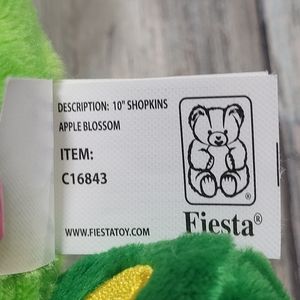 DESCRIPTION: 10" SHOPKINS
APPLE BLOSSOM
ITEM:
C16843
WWW.FIESTATOY.COM
Fiesta®